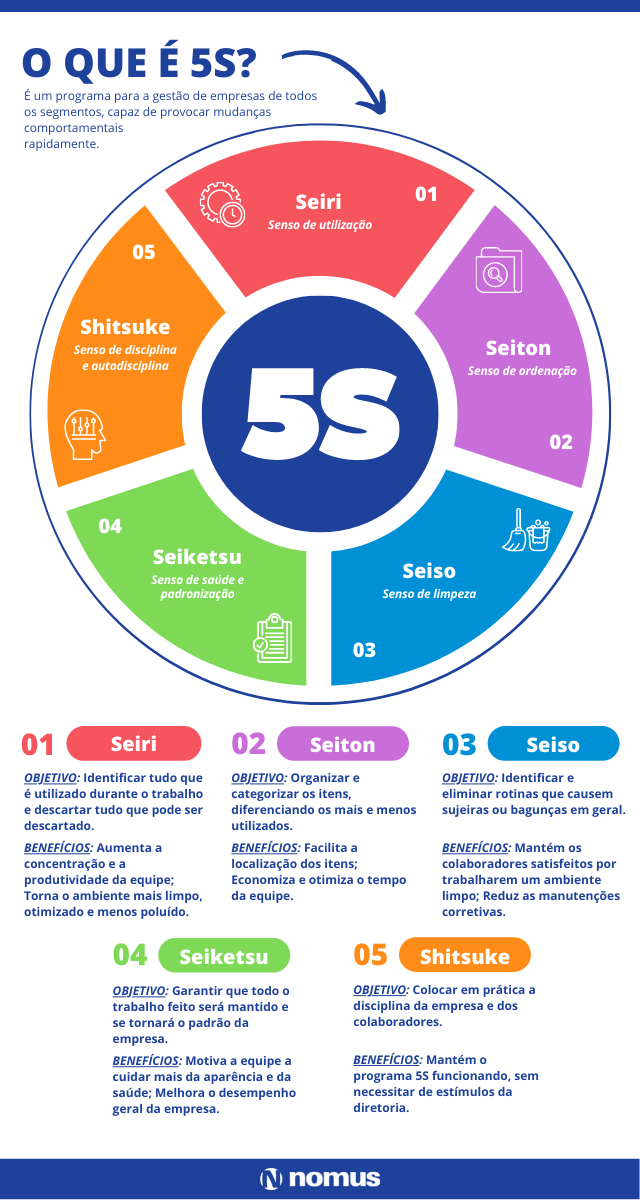 O QUE É 5S?
É um programa para a gestão de empresas de todos
os segmentos, capaz de provocar mudanças
comportamentais
rapidamente.
Seiri
01
Senso de utilização
05
Shitsuke
Senso de disciplina
e autodisciplina
Seiton
Senso de ordenação
02
5S
04
Seiketsu
Senso de saúde e
padronização
Seiso
Senso de limpeza
03
01 Seiri
OBJETIVO: Identificar tudo que
é utilizado durante o trabalho
e descartar tudo que pode ser
descartado.
BENEFÍCIOS: Aumenta a
concentração e a
produtividade da equipe;
Torna o ambiente mais limpo,
otimizado e menos poluído.
02 Seiton
OBJETIVO: Organizar e
categorizar os itens,
diferenciando os mais e menos
utilizados.
BENEFÍCIOS: Facilita a
localização dos itens;
Economiza e otimiza o tempo
da equipe.
03 Seiso
OBJETIVO: Identificar e
eliminar rotinas que causem
sujeiras ou bagunças em geral.
BENEFÍCIOS: Mantém os
colaboradores satisfeitos por
trabalharem um ambiente
limpo; Reduz as manutenções
corretivas.
04 Seiketsu
OBJETIVO: Garantir que todo o
trabalho feito será mantido e
se tornará o padrão da
empresa.
BENEFÍCIOS: Motiva a equipe a
cuidar mais da aparência e da
saúde; Melhora o desempenho
geral da empresa.
05 Shitsuke
OBJETIVO: Colocar em prática a
disciplina da empresa e dos
colaboradores.
BENEFÍCIOS: Mantém o
programa 5S funcionando, sem
necessitar de estímulos da
diretoria.
nomus